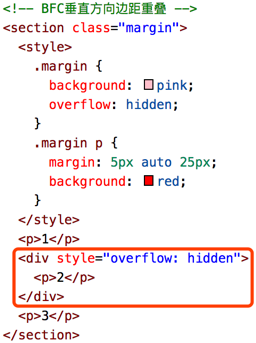 <!-- BFC垂直方向边距重叠 -->
<section class="margin">
  <style>
    .margin {
      background: pink;
      overflow: hidden;
    }
    .margin p {
      margin: 5px auto 25px;
      background: red;
    }
  </style>
  <p>1</p>
  <div style="overflow: hidden">
    <p>2</p>
  </div>
  <p>3</p>
</section>